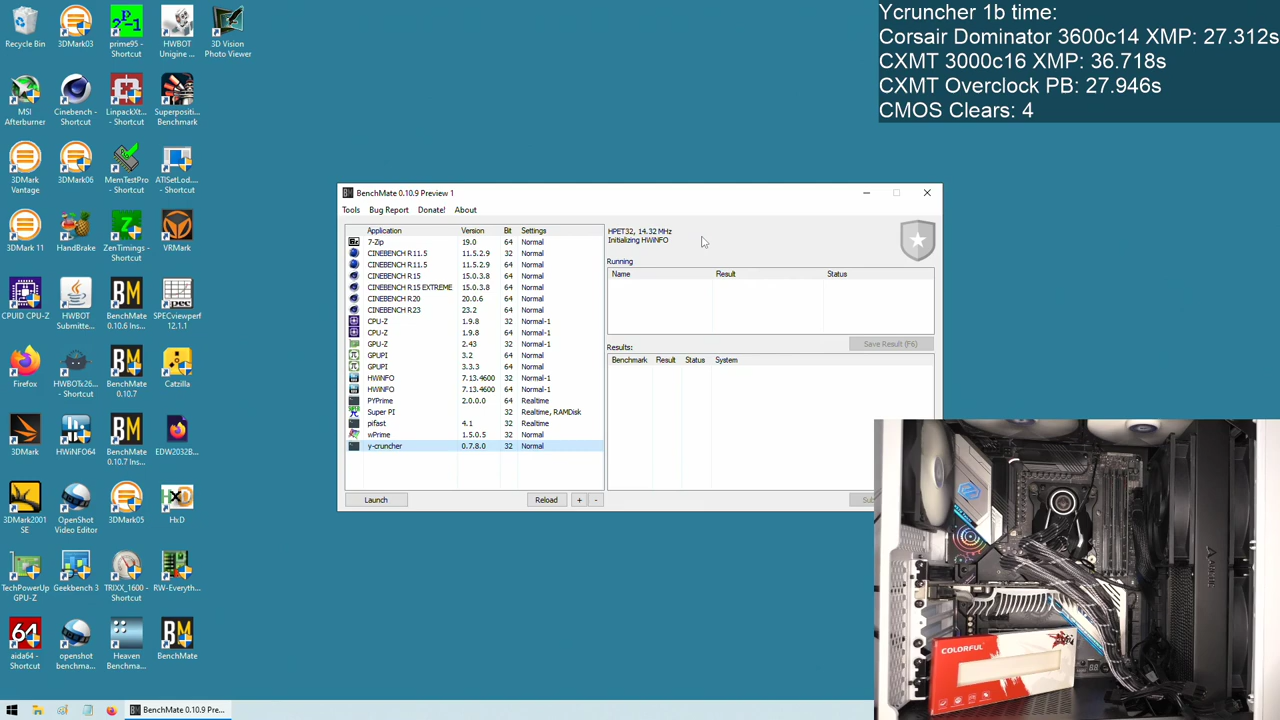 Ycruncher 1b time:
Corsair Dominator 3600c14 XMP: 27.312s
CXMT 3000c16 XMP: 36.718s
CXMT Overclock PB: 27.946s
CMOS Clears: 4
Recycle Bin
3DMark03
prime95 - Shortcut
HWBOT Unigine ...
3D Vision Photo Viewer
MSI Afterburner
Cinebench - Shortcut
LinpackXt... - Shortcut
Superpositi... Benchmark
3DMark Vantage
3DMark06
MemTestPro - Shortcut
ATISetLod.... - Shortcut
3DMark 11
HandBrake
ZenTimings - Shortcut
VRMark
CPUID CPU-Z
HWBOT Submitte...
BenchMate 0.10.6 Ins...
SPECviewperf 12.1.1
Firefox
HWBOTx26... - Shortcut
BenchMate 0.10.7
Catzilla
3DMark
HWiNFO64
BenchMate 0.10.7 Ins...
EDW2032B...
3DMark2001 SE
OpenShot Video Editor
3DMark05
HxD
TechPowerUp GPU-Z
Geekbench 3
TRIXX_1600 - Shortcut
RW-Everyth...
aida64 - Shortcut
openshot benchma...
Heaven Benchma...
BenchMate
BenchMate 0.10.9 Preview 1
Tools Bug Report Donate! About
Application Version Bit Settings
7-Zip 19.0 64 Normal
CINEBENCH R11.5 11.5.2.9 32 Normal
CINEBENCH R11.5 11.5.2.9 64 Normal
CINEBENCH R15 15.0.3.8 64 Normal
CINEBENCH R15 EXTREME 15.0.3.8 64 Normal
CINEBENCH R20 20.0.6 64 Normal
CINEBENCH R23 23.2 64 Normal
CPU-Z 1.9.8 32 Normal-1
CPU-Z 1.9.8 64 Normal-1
GPU-Z 2.43 32 Normal-1
GPUPI 3.2 64 Normal
GPUPI 3.3.3 64 Normal
HWiNFO 7.13.4600 32 Normal-1
HWiNFO 7.13.4600 64 Normal-1
PYPrime 2.0.0.0 64 Realtime
Super PI 32 Realtime, RAMDisk
pifast 4.1 32 Realtime
wPrime 1.5.0.5 32 Normal
y-cruncher 0.7.8.0 32 Normal
Launch Reload + -
HPET32, 14.32 MHz
Initializing HWiNFO
Running
Name Result Status
Save Result (F6)
Results:
Benchmark Result Status System
COLORFUL
BenchMate 0.10.9 Pre...